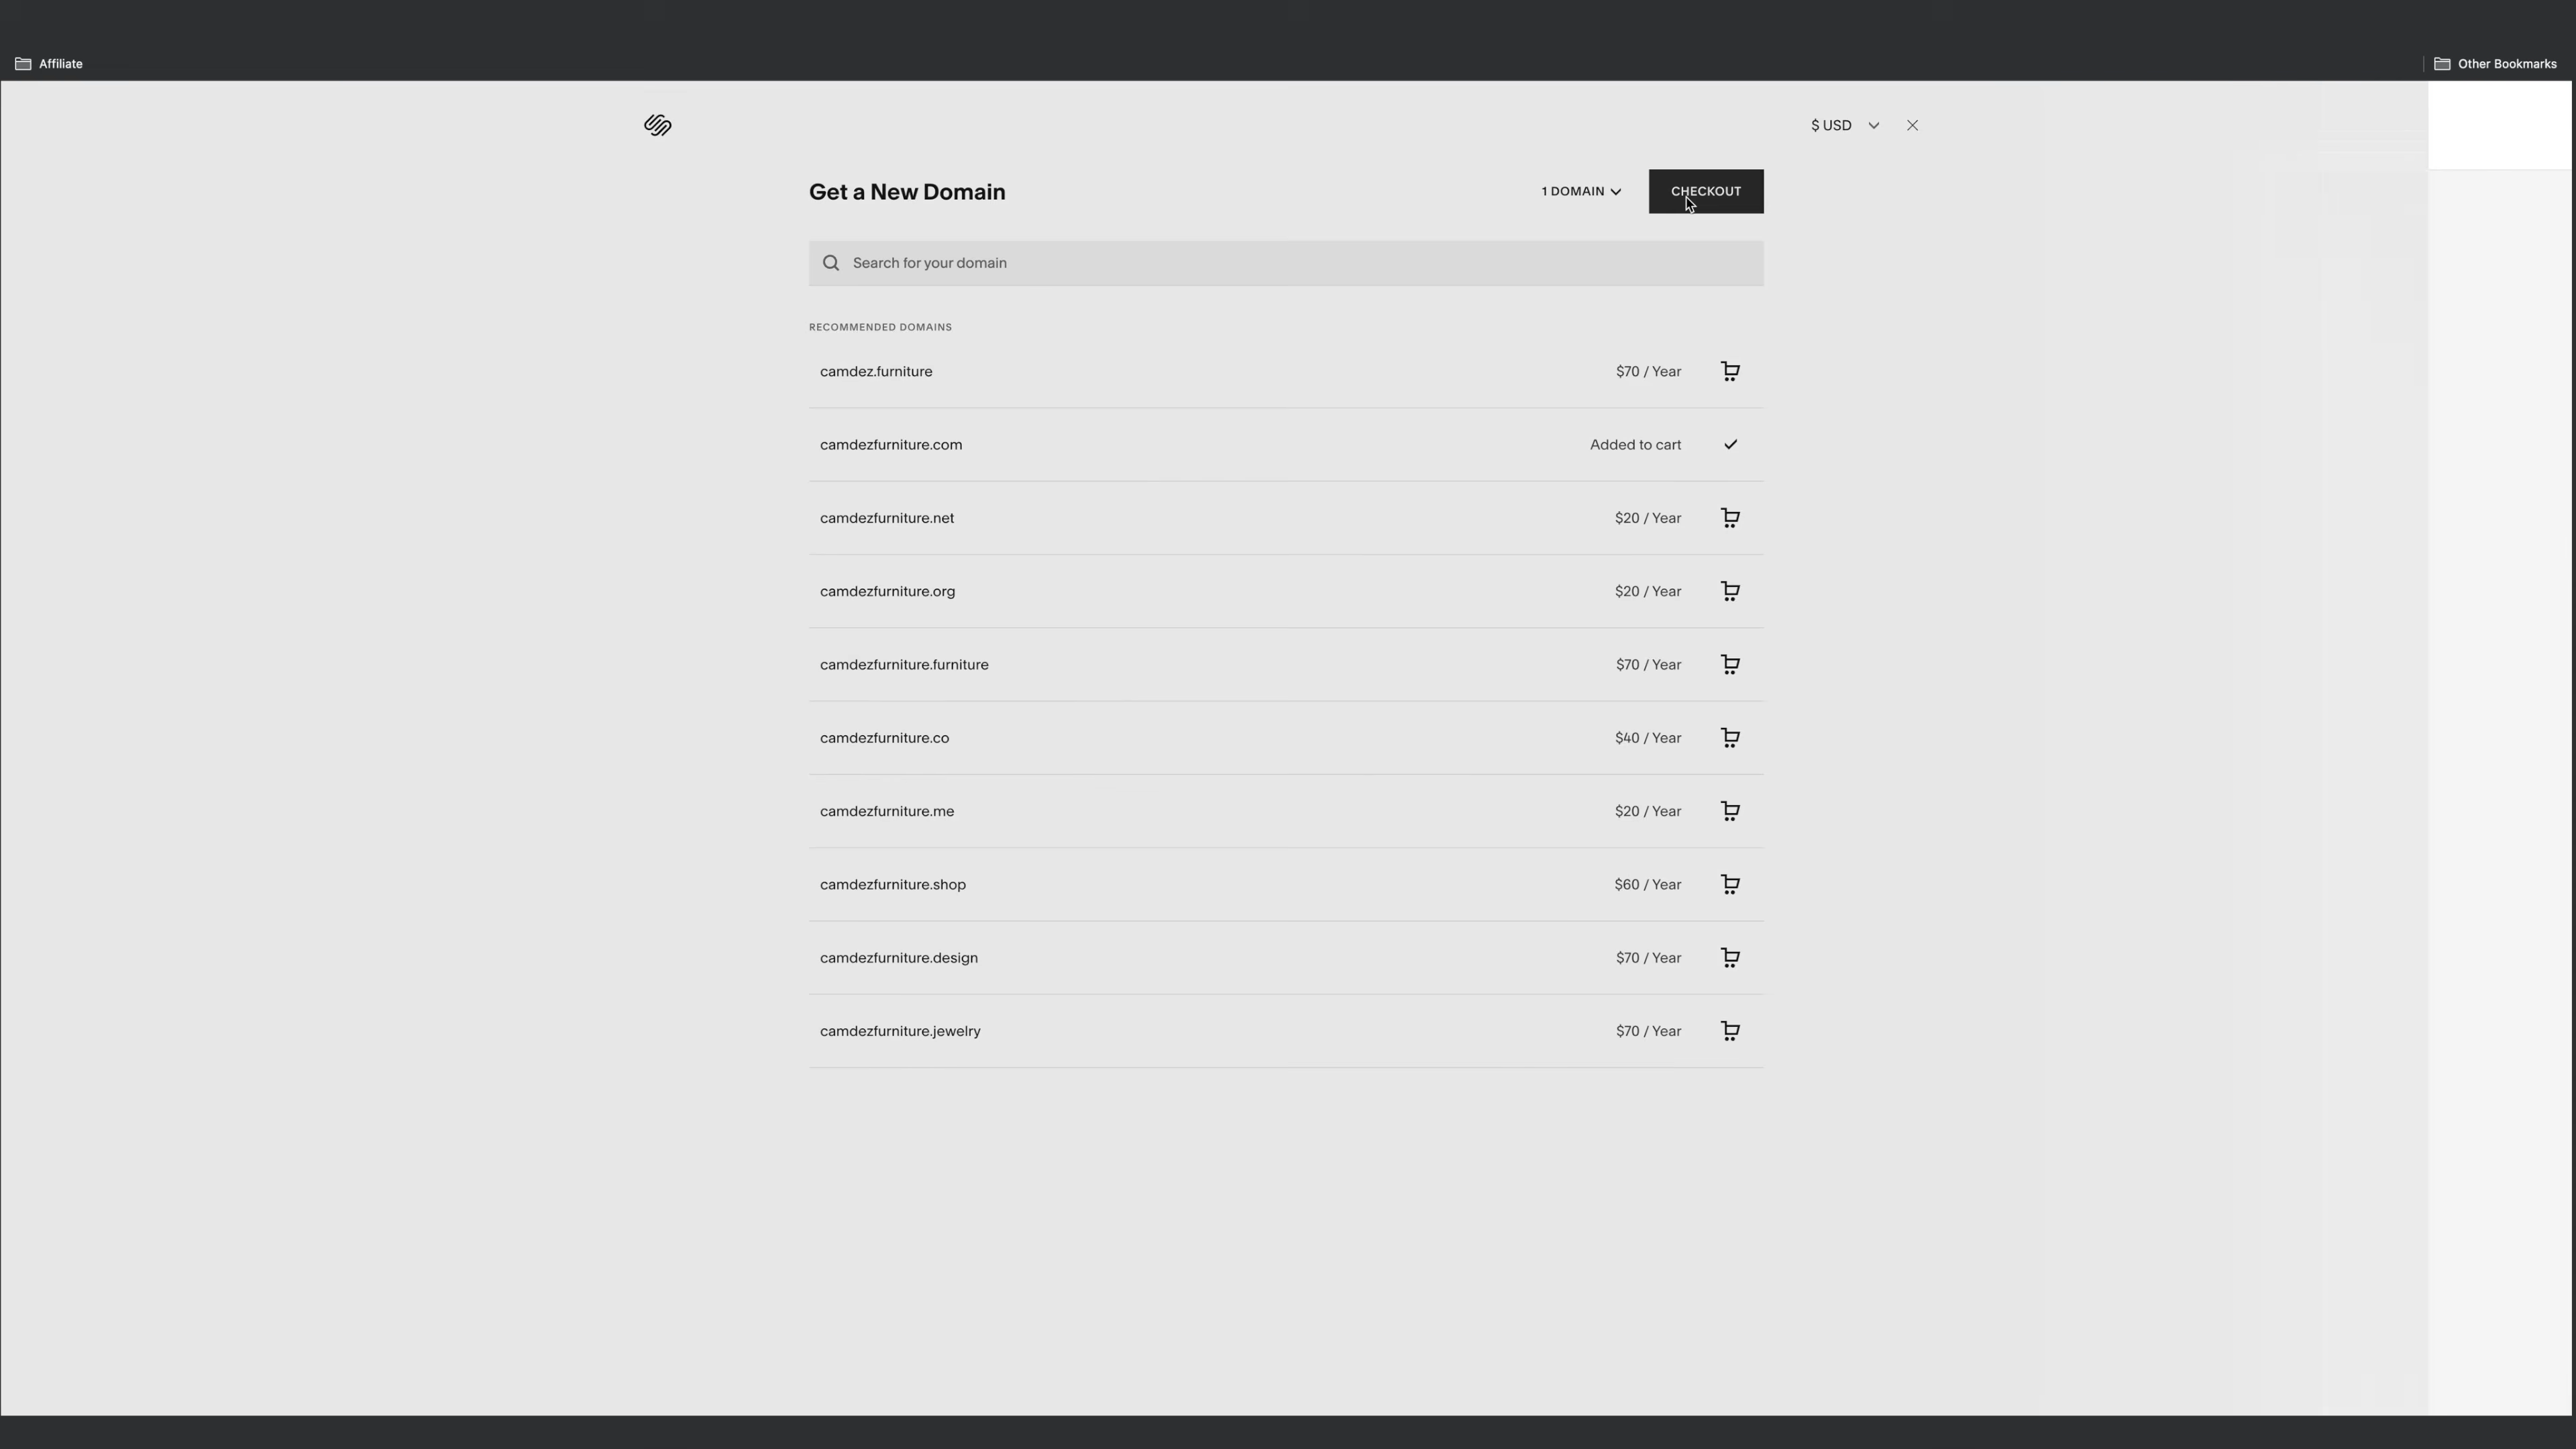 Affiliate
Other Bookmarks
$ USD
Get a New Domain
1 DOMAIN
CHECKOUT
Search for your domain
RECOMMENDED DOMAINS
camdez.furniture $70 / Year
camdezfurniture.com Added to cart
camdezfurniture.net $20 / Year
camdezfurniture.org $20 / Year
camdezfurniture.furniture $70 / Year
camdezfurniture.co $40 / Year
camdezfurniture.me $20 / Year
camdezfurniture.shop $60 / Year
camdezfurniture.design $70 / Year
camdezfurniture.jewelry $70 / Year